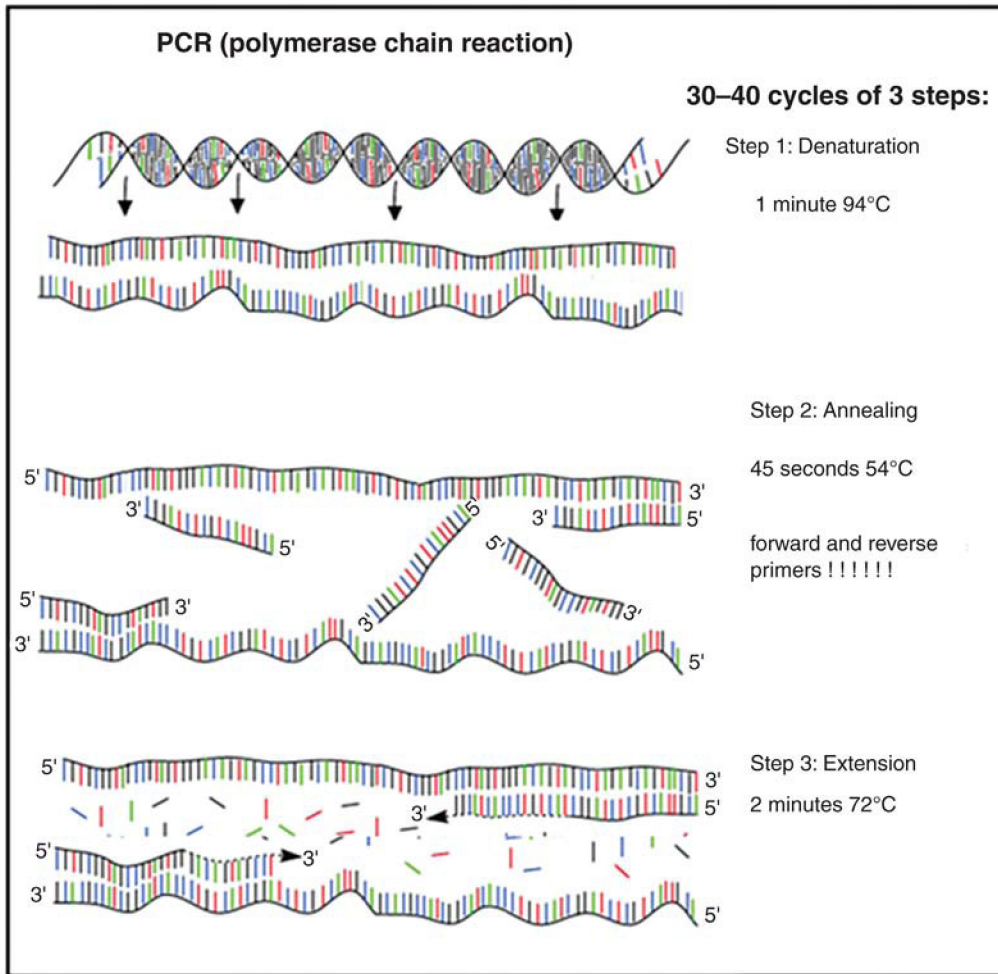 PCR (polymerase chain reaction)
30–40 cycles of 3 steps:
Step 1: Denaturation
1 minute 94°C
Step 2: Annealing
45 seconds 54°C
5'
3'
5'
3'
3'
5'
5'
5'
3'
3'
forward and reverse
primers ! ! ! ! ! !
5'
3'
3'
5'
Step 3: Extension
2 minutes 72°C
5'
3'
3'
5'
5'
3'
3'
5'